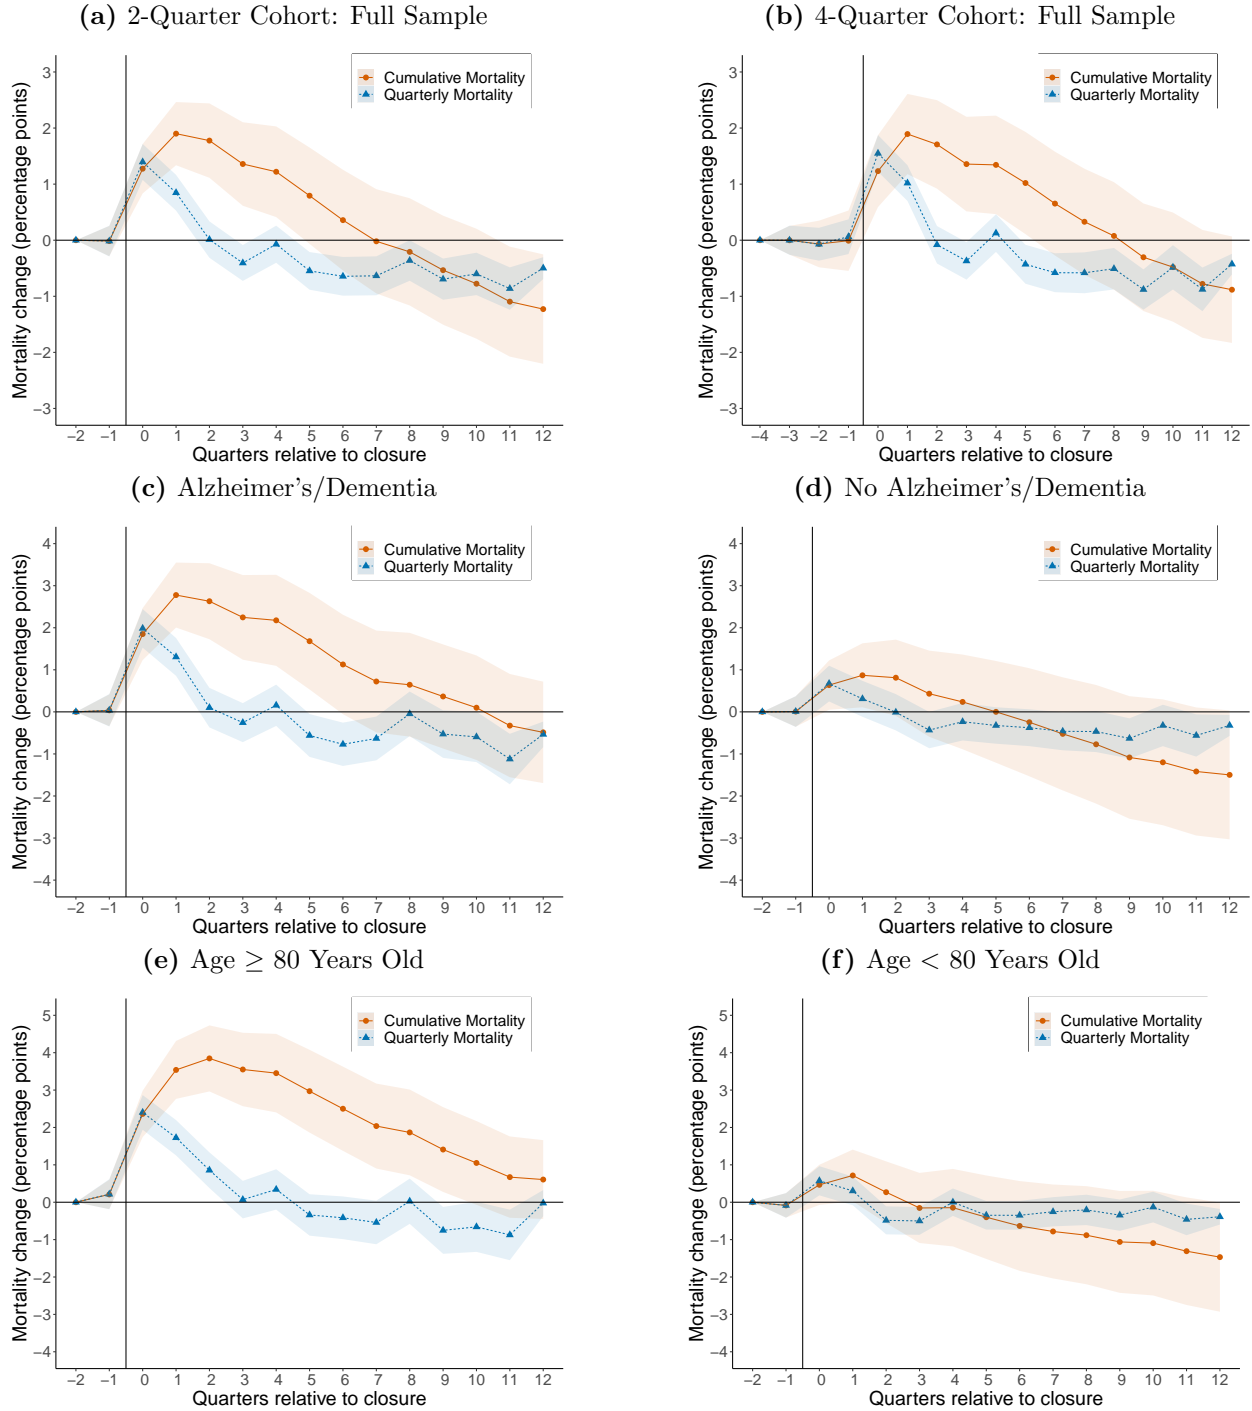 (a) 2-Quarter Cohort: Full Sample
Mortality change (percentage points)
3
2
1
0
−1
−2
−3
Cumulative Mortality
Quarterly Mortality
−2 −1 0 1 2 3 4 5 6 7 8 9 10 11 12
Quarters relative to closure
(b) 4-Quarter Cohort: Full Sample
Mortality change (percentage points)
3
2
1
0
−1
−2
−3
Cumulative Mortality
Quarterly Mortality
−4 −3 −2 −1 0 1 2 3 4 5 6 7 8 9 10 11 12
Quarters relative to closure
(c) Alzheimer's/Dementia
Mortality change (percentage points)
4
3
2
1
0
−1
−2
−3
−4
Cumulative Mortality
Quarterly Mortality
−2 −1 0 1 2 3 4 5 6 7 8 9 10 11 12
Quarters relative to closure
(d) No Alzheimer's/Dementia
Mortality change (percentage points)
4
3
2
1
0
−1
−2
−3
−4
Cumulative Mortality
Quarterly Mortality
−2 −1 0 1 2 3 4 5 6 7 8 9 10 11 12
Quarters relative to closure
(e) Age ≥ 80 Years Old
Mortality change (percentage points)
5
4
3
2
1
0
−1
−2
−3
−4
Cumulative Mortality
Quarterly Mortality
−2 −1 0 1 2 3 4 5 6 7 8 9 10 11 12
Quarters relative to closure
(f) Age < 80 Years Old
Mortality change (percentage points)
5
4
3
2
1
0
−1
−2
−3
−4
Cumulative Mortality
Quarterly Mortality
−2 −1 0 1 2 3 4 5 6 7 8 9 10 11 12
Quarters relative to closure